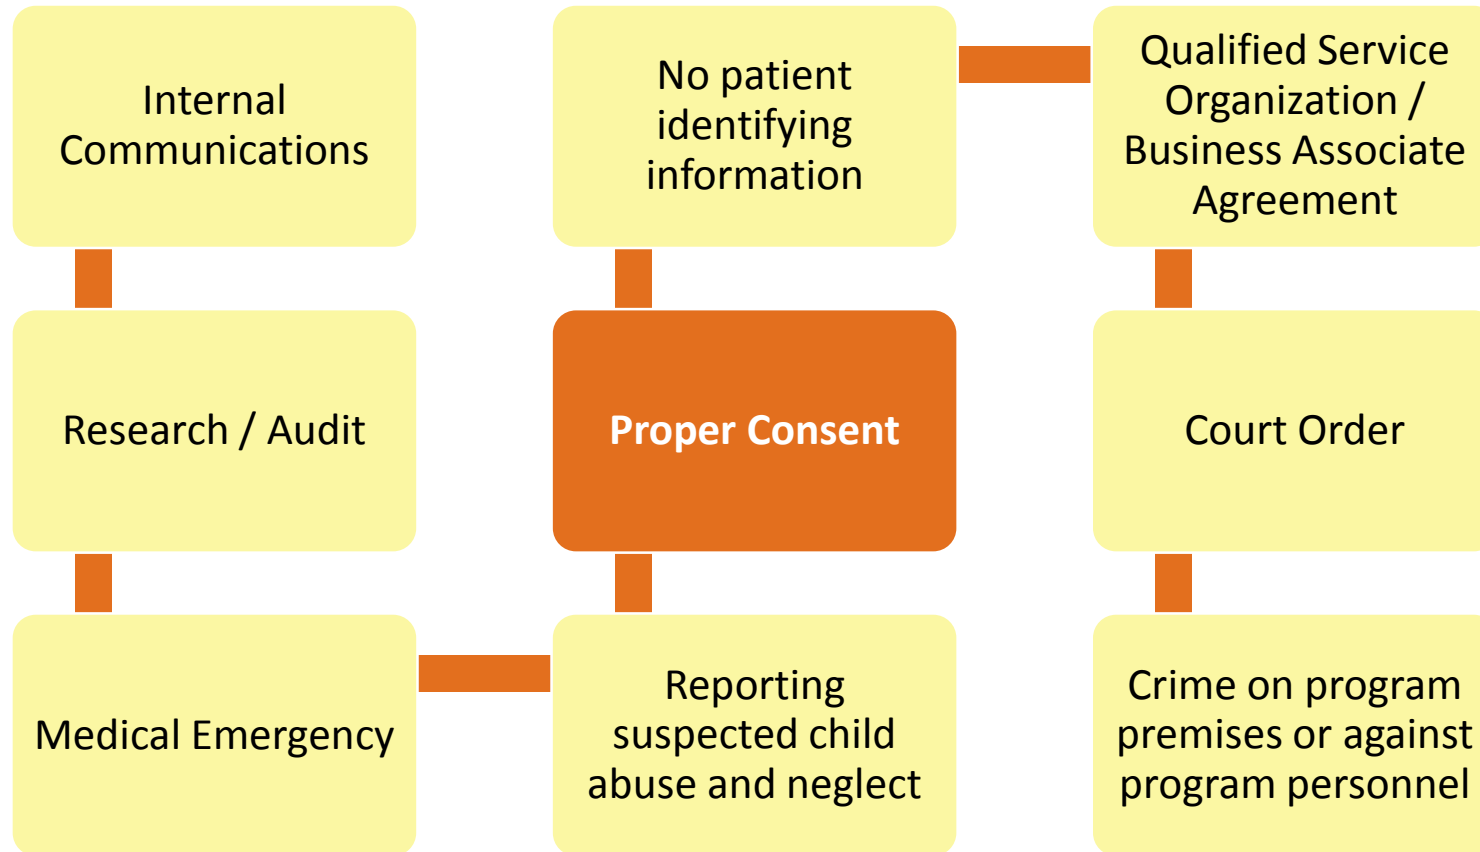 Internal
Communications
Research / Audit
Medical Emergency
Reporting
suspected child
abuse and neglect
Proper Consent
No patient
identifying
information
Qualified Service
Organization /
Business Associate
Agreement
Court Order
Crime on program
premises or against
program personnel